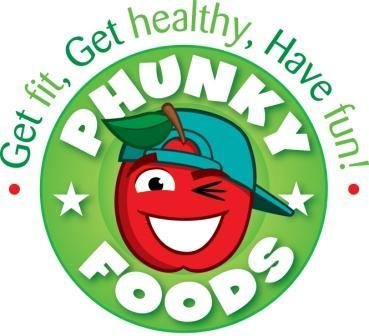 Get fit, Get healthy, Have fun!
PHUNKY
FOODS